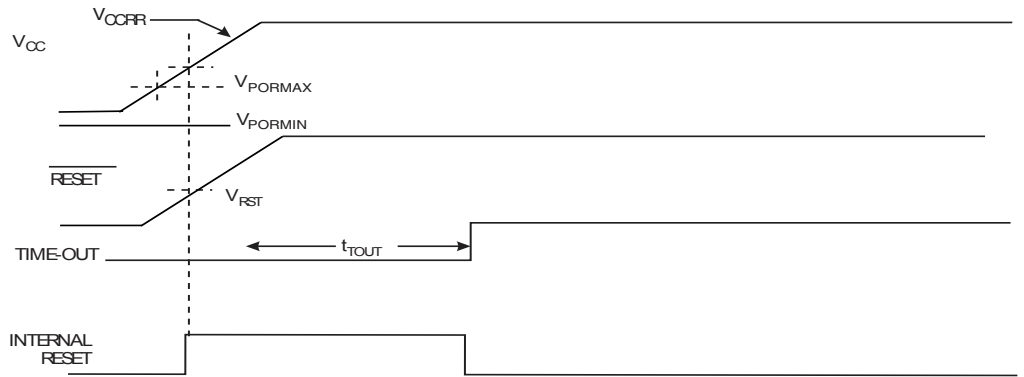 VCCRR
VCC
VPORMAX
VPORMIN
RESET
VRST
TIME-OUT
tTOUT
INTERNAL
RESET